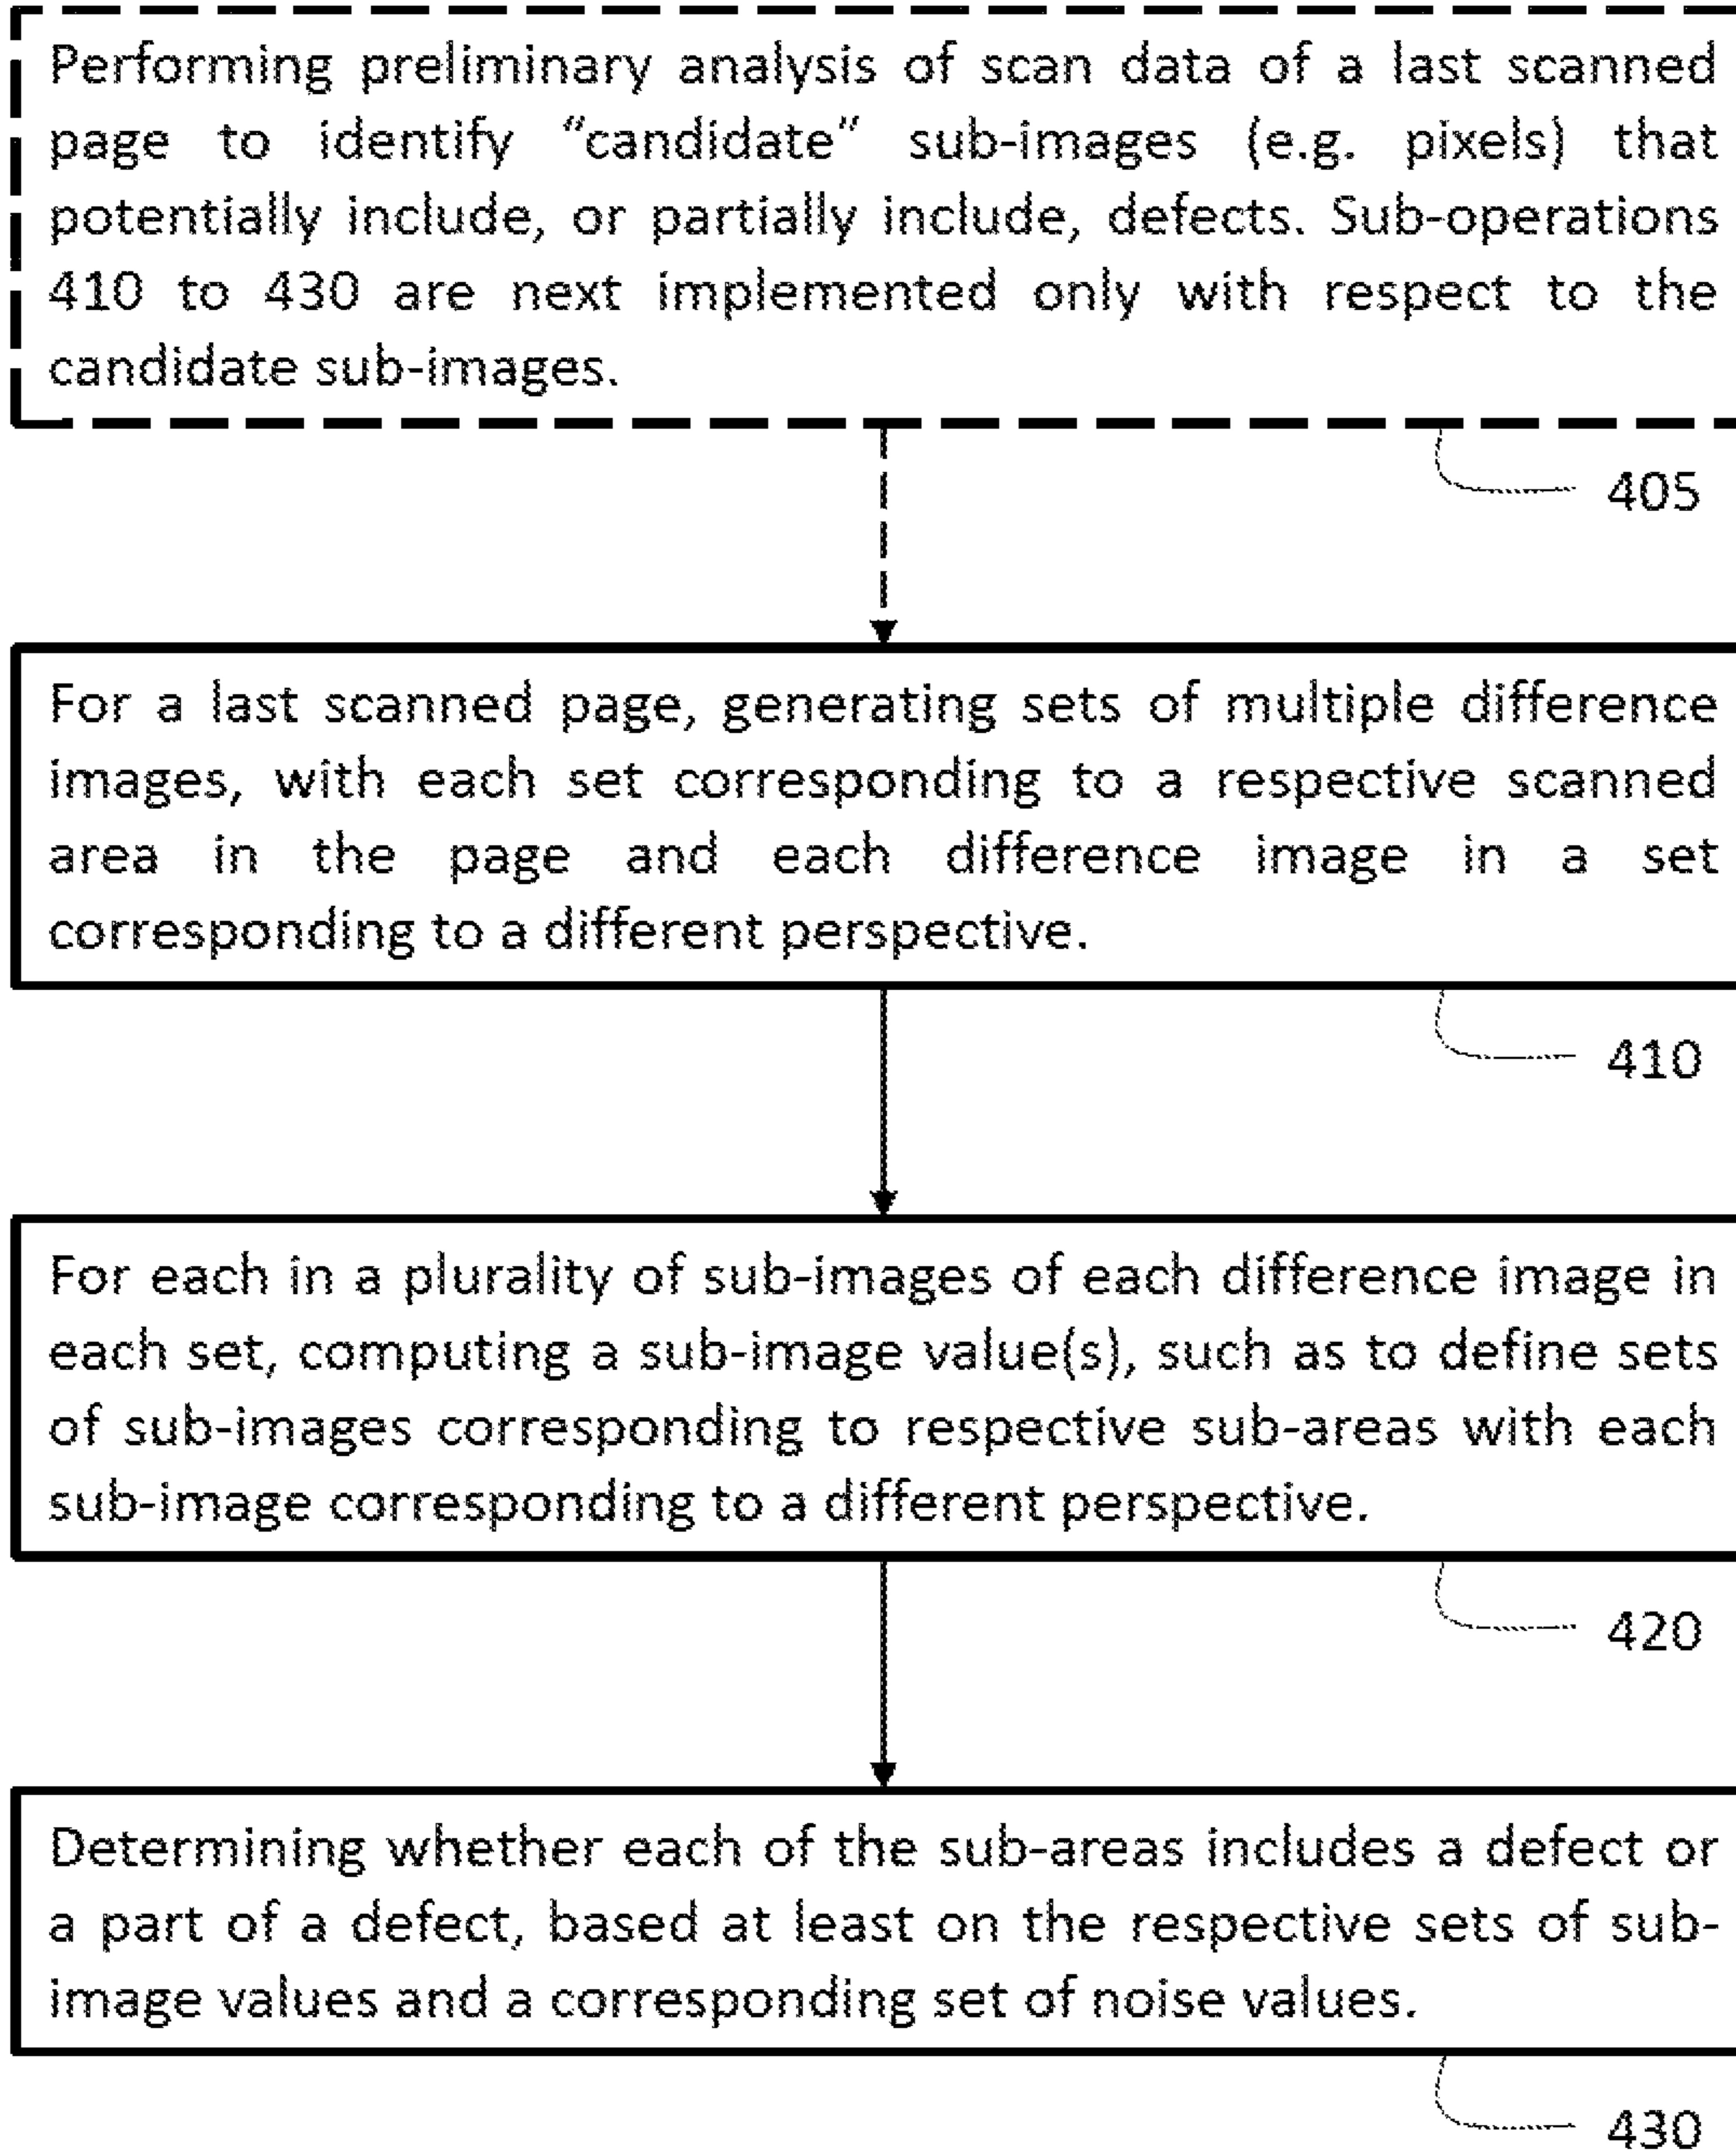 Performing preliminary analysis of scan data of a last scanned
page to identify “candidate” sub-images (e.g. pixels) that
potentially include, or partially include, defects. Sub-operations
410 to 430 are next implemented only with respect to the
candidate sub-images.
405
For a last scanned page, generating sets of multiple difference
images, with each set corresponding to a respective scanned
area in the page and each difference image in a set
corresponding to a different perspective.
410
For each in a plurality of sub-images of each difference image in
each set, computing a sub-image value(s), such as to define sets
of sub-images corresponding to respective sub-areas with each
sub-image corresponding to a different perspective.
420
Determining whether each of the sub-areas includes a defect or
a part of a defect, based at least on the respective sets of sub-
image values and a corresponding set of noise values.
430